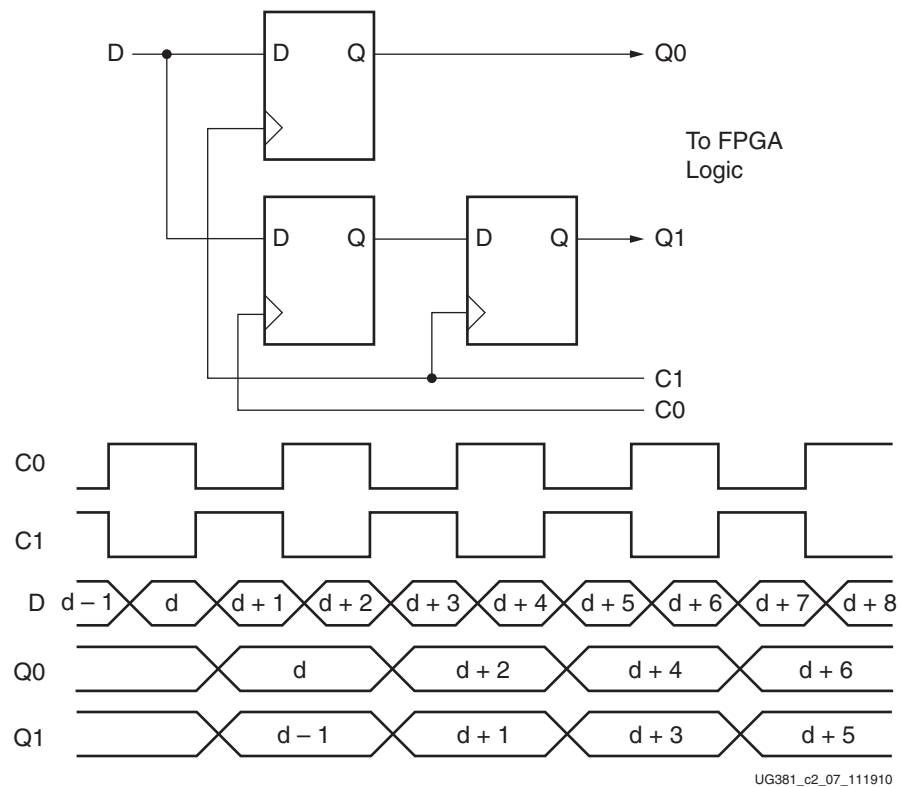 D D Q Q0
To FPGA
Logic
D Q D Q Q1
C1
C0
C0
C1
D d – 1 d d + 1 d + 2 d + 3 d + 4 d + 5 d + 6 d + 7 d + 8
Q0 d d + 2 d + 4 d + 6
Q1 d – 1 d + 1 d + 3 d + 5
UG381_c2_07_111910